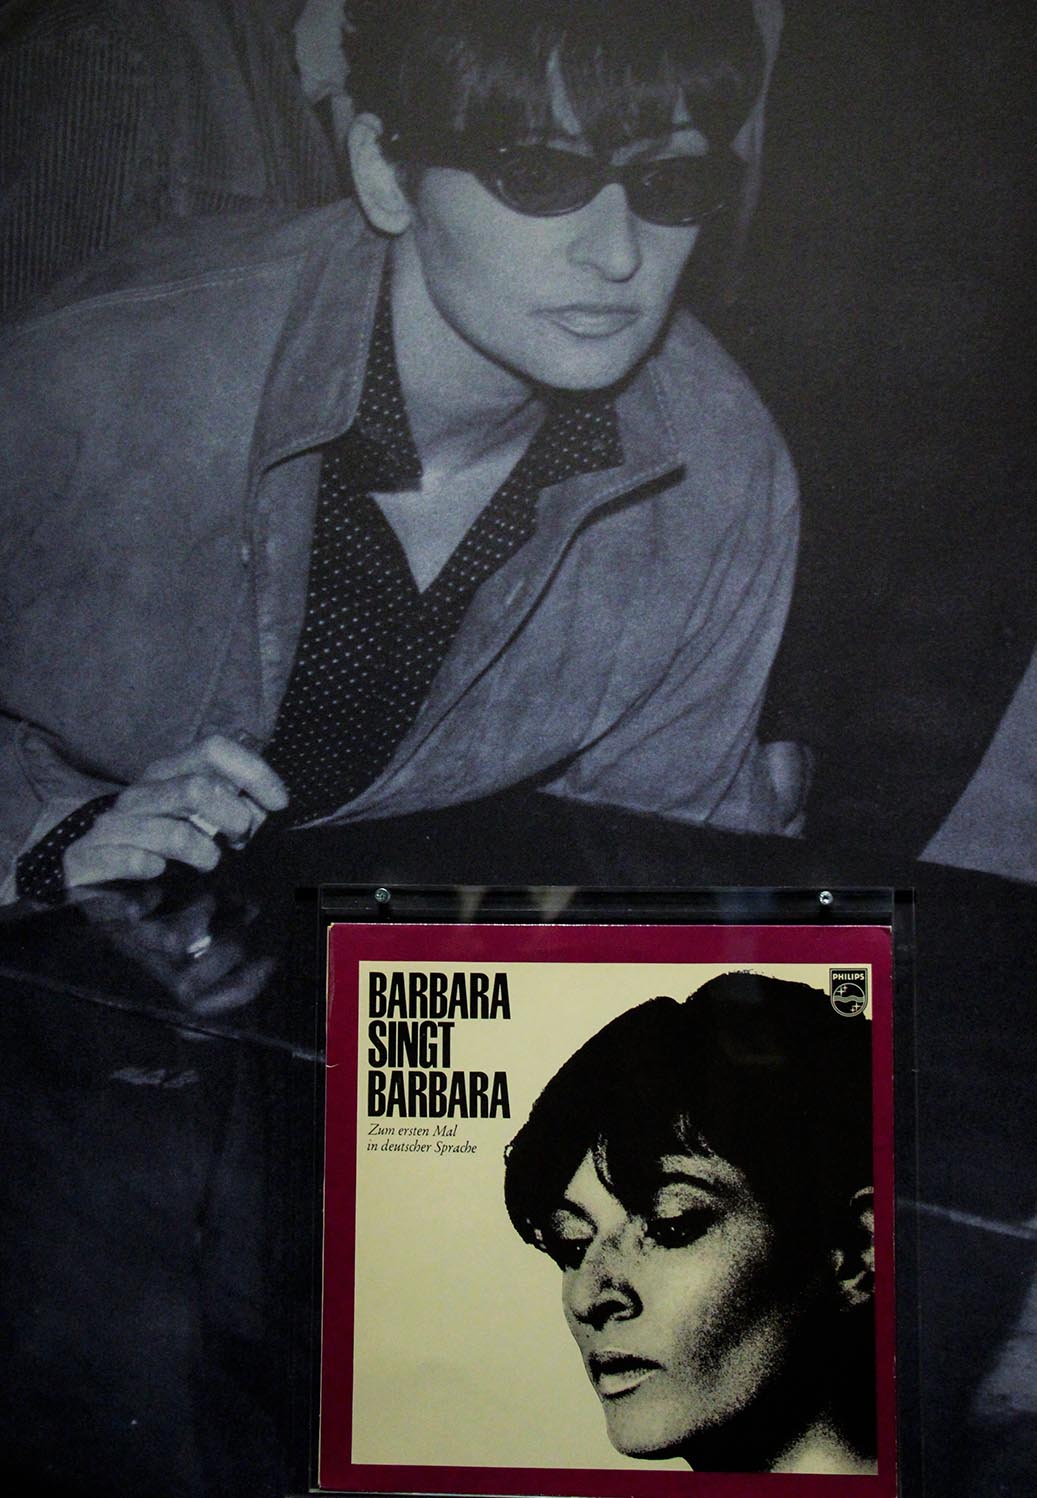 BARBARA
SINGT
BARBARA
Zum ersten Mal
in deutscher Sprache
PHILIPS